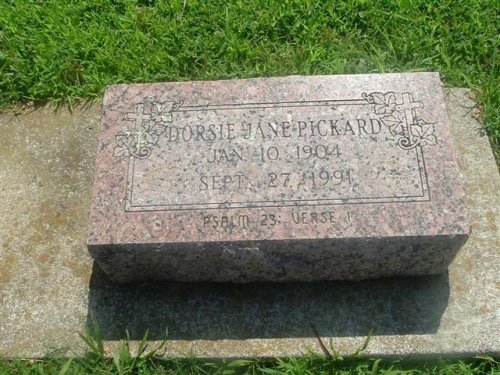 DORSIE JANE PICKARD
JAN. 10 1904
SEPT. 27, 1991
PSALM 23: VERSE 1